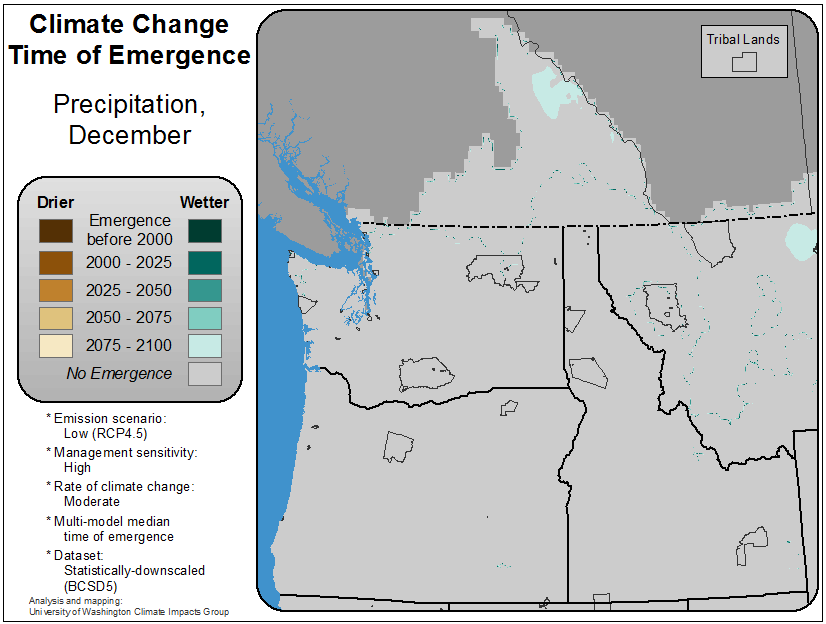 Climate Change
Time of Emergence
Precipitation,
December
Drier
Wetter
Emergence
before 2000
2000 - 2025
2025 - 2050
2050 - 2075
2075 - 2100
No Emergence
* Emission scenario:
Low (RCP4.5)
* Management sensitivity:
High
* Rate of climate change:
Moderate
* Multi-model median
time of emergence
* Dataset:
Statistically-downscaled
(BCSD5)
Analysis and mapping:
University of Washington Climate Impacts Group
Tribal Lands